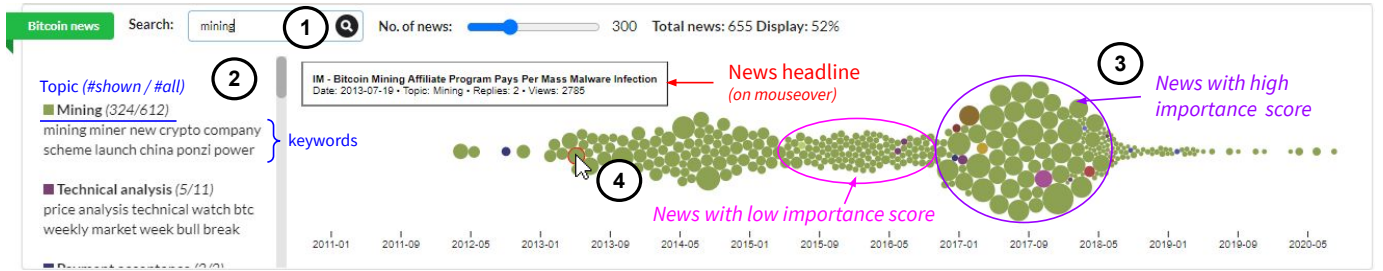 Bitcoin news
Search:
mining
1
No. of news:
300
Total news: 655 Display: 52%
2
Topic (#shown / #all)
Mining (324/612)
mining miner new crypto company
scheme launch china ponzi power
keywords
Technical analysis (5/11)
price analysis technical watch btc
weekly market week bull break
IM - Bitcoin Mining Affiliate Program Pays Per Mass Malware Infection
Date: 2013-07-19 • Topic: Mining • Replies: 2 • Views: 2785
News headline
(on mouseover)
3
News with high
importance score
4
News with low importance score
2011-01
2011-09
2012-05
2013-01
2013-09
2014-05
2015-01
2015-09
2016-05
2017-01
2017-09
2018-05
2019-01
2019-09
2020-05